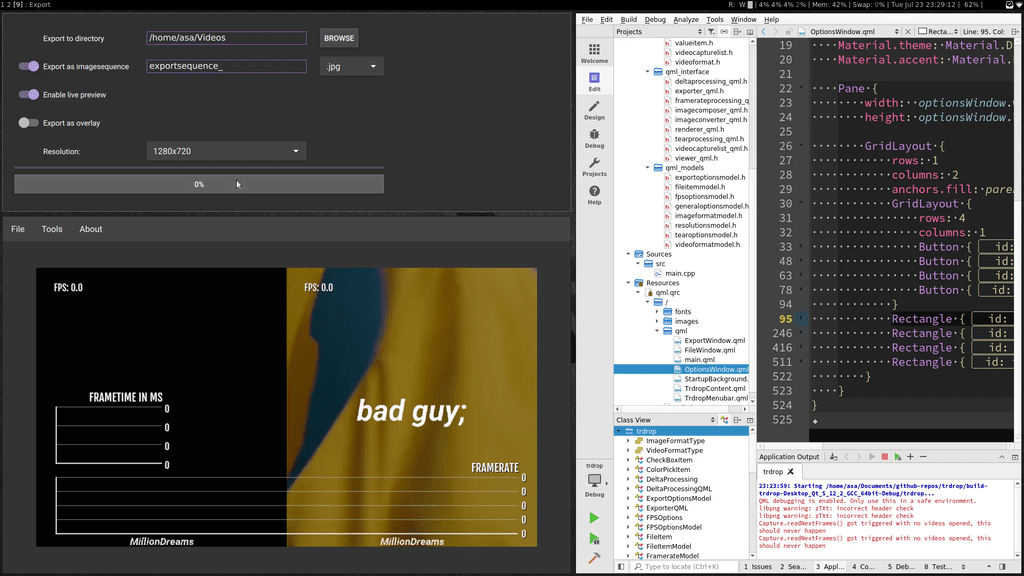 1 2 [9] : Export
R: W: | 4% 4% 4% 2% | Mem: 42% | Swap: 0% | Tue Jul 23 23:29:12 | 62% |
Export to directory
/home/asa/Videos
BROWSE
Export as imagesequence
exportsequence_
.jpg
Enable live preview
Export as overlay
Resolution:
1280x720
0%
File Tools About
FPS: 0.0
FPS: 0.0
FRAMETIME IN MS
0
0
0
0
bad guy;
FRAMERATE
0
0
0
0
MillionDreams
MillionDreams
File Edit Build Debug Analyze Tools Window Help
Welcome
Edit
Design
Debug
Projects
Help
trdrop
Debug
Projects
valueitem.h
videocapturelist.h
videoformat.h
qml_interface
deltaprocessing_qml.h
exporter_qml.h
framerateprocessing_q
imagecomposer_qml.h
imageconverter_qml.h
renderer_qml.h
tearprocessing_qml.h
videocapturelist_qml.h
viewer_qml.h
qml_models
exportoptionsmodel.h
fileitemmodel.h
fpsoptionsmodel.h
generaloptionsmodel.h
imageformatmodel.h
resolutionsmodel.h
tearoptionsmodel.h
videoformatmodel.h
Sources
src
main.cpp
Resources
qml.qrc
/
fonts
images
qml
ExportWindow.qml
FileWindow.qml
main.qml
OptionsWindow.qml
StartupBackground.
TrdropContent.qml
TrdropMenubar.qml
Class View
trdrop
ImageFormatType
VideoFormatType
CheckBoxItem
ColorPickItem
DeltaProcessing
DeltaProcessingQML
ExportOptionsModel
ExporterQML
FPSOptions
FPSOptionsModel
FileItem
FileItemModel
FramerateModel
OptionsWindow.qml
Recta...
Line: 95, Col:
19 Material.theme: Material.D
20 Material.accent: Material.
21
22 Pane {
23 width: optionsWindow.
24 height: optionsWindow.
25
26 GridLayout {
27 rows: 1
28 columns: 2
29 anchors.fill: pare
30 GridLayout {
31 rows: 4
32 columns: 1
33 Button { id:
48 Button { id:
63 Button { id:
78 Button { id:
94 }
95 Rectangle { id:
246 Rectangle { id:
416 Rectangle { id:
511 Rectangle { id:
522 }
523 }
524 }
525
Application Output
trdrop
23:23:59: Starting /home/asa/Documents/github-repos/trdrop/build-
trdrop-Desktop_Qt_5_12_2_GCC_64bit-Debug/trdrop...
QML debugging is enabled. Only use this in a safe environment.
libpng warning: zTXt: incorrect header check
libpng warning: zTXt: incorrect header check
Capture.readNextFrames() got triggered with no videos opened, this
should never happen
Capture.readNextFrames() got triggered with no videos opened, this
should never happen
Type to locate (Ctrl+K)
1 Issues 2 Sea... 3 Appl... 4 Co... 5 Deb... 8 Test...